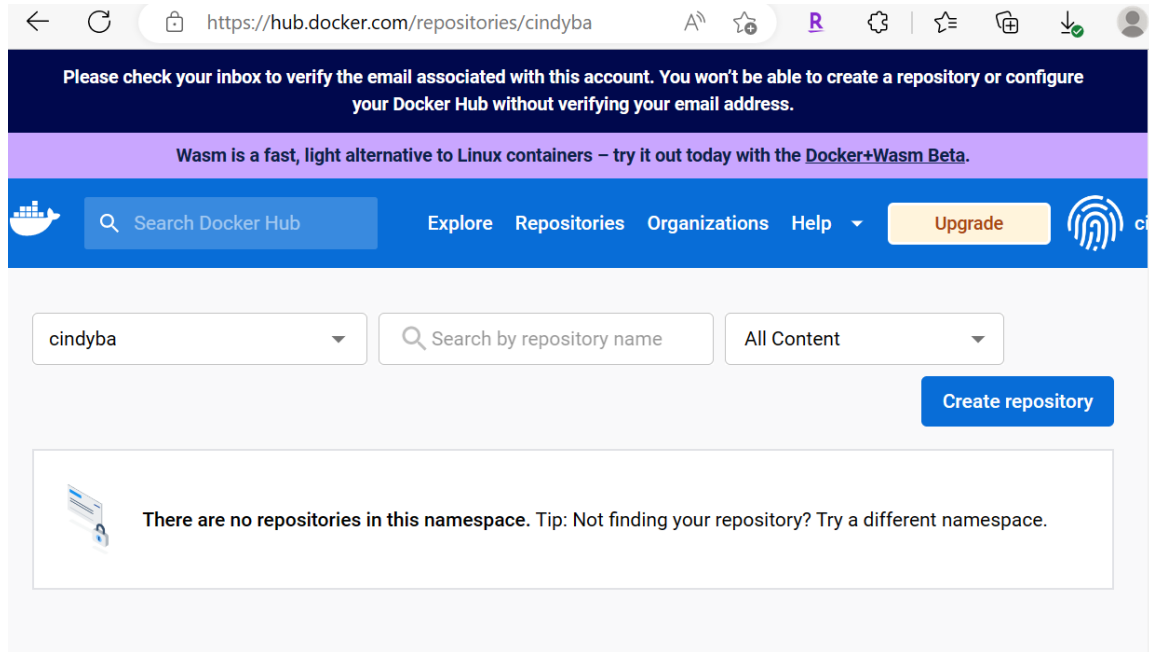 https://hub.docker.com/repositories/cindyba
Please check your inbox to verify the email associated with this account. You won't be able to create a repository or configure
your Docker Hub without verifying your email address.
Wasm is a fast, light alternative to Linux containers – try it out today with the Docker+Wasm Beta.
Search Docker Hub Explore Repositories Organizations Help Upgrade ci
cindyba Search by repository name All Content
Create repository
There are no repositories in this namespace. Tip: Not finding your repository? Try a different namespace.